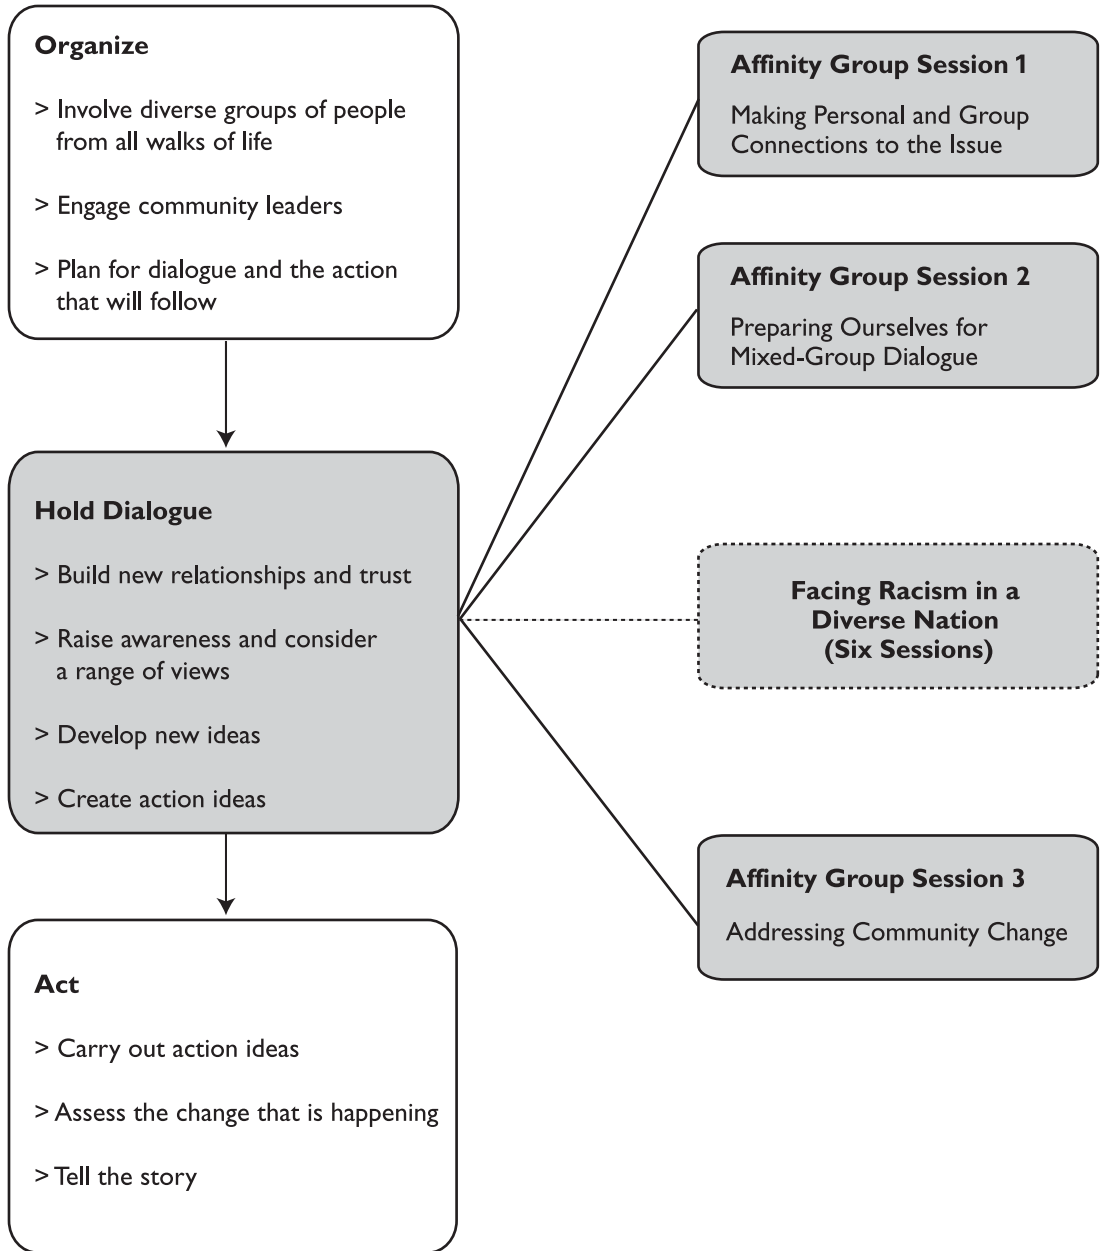 Organize
> Involve diverse groups of people
from all walks of life
> Engage community leaders
> Plan for dialogue and the action
that will follow
Hold Dialogue
> Build new relationships and trust
> Raise awareness and consider
a range of views
> Develop new ideas
> Create action ideas
Act
> Carry out action ideas
> Assess the change that is happening
> Tell the story
Affinity Group Session 1
Making Personal and Group
Connections to the Issue
Affinity Group Session 2
Preparing Ourselves for
Mixed-Group Dialogue
Facing Racism in a
Diverse Nation
(Six Sessions)
Affinity Group Session 3
Addressing Community Change